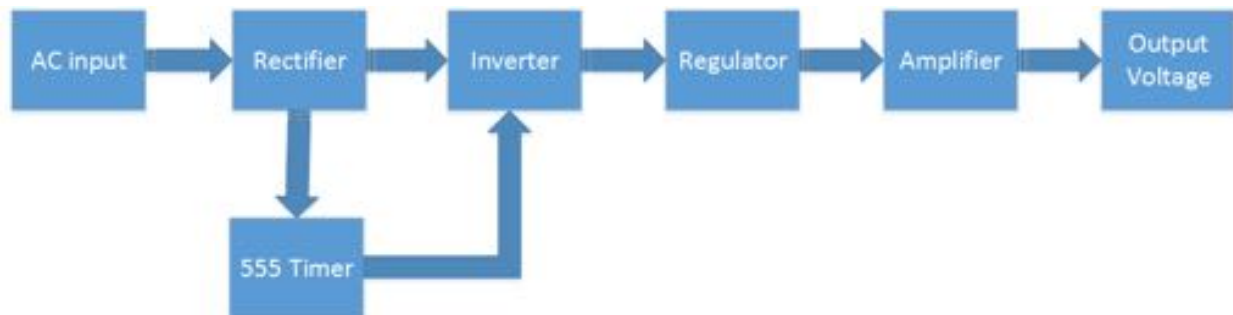 AC input
Rectifier
Inverter
Regulator
Amplifier
Output
Voltage
555 Timer